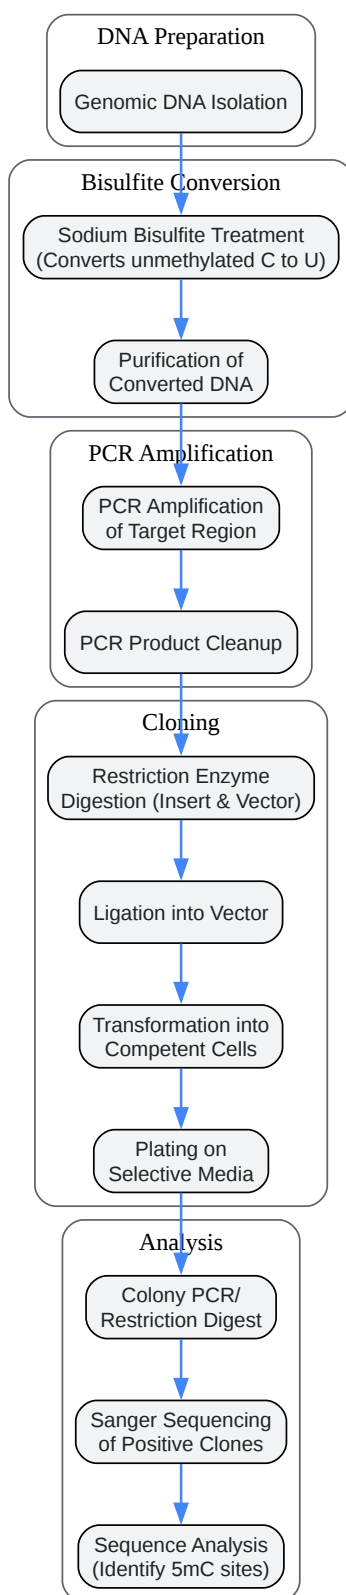 DNA Preparation
Genomic DNA Isolation
Bisulfite Conversion
Sodium Bisulfite Treatment
(Converts unmethylated C to U)
Purification of
Converted DNA
PCR Amplification
PCR Amplification
of Target Region
PCR Product Cleanup
Cloning
Restriction Enzyme
Digestion (Insert & Vector)
Ligation into Vector
Transformation into
Competent Cells
Plating on
Selective Media
Analysis
Colony PCR/
Restriction Digest
Sanger Sequencing
of Positive Clones
Sequence Analysis
(Identify 5mC sites)